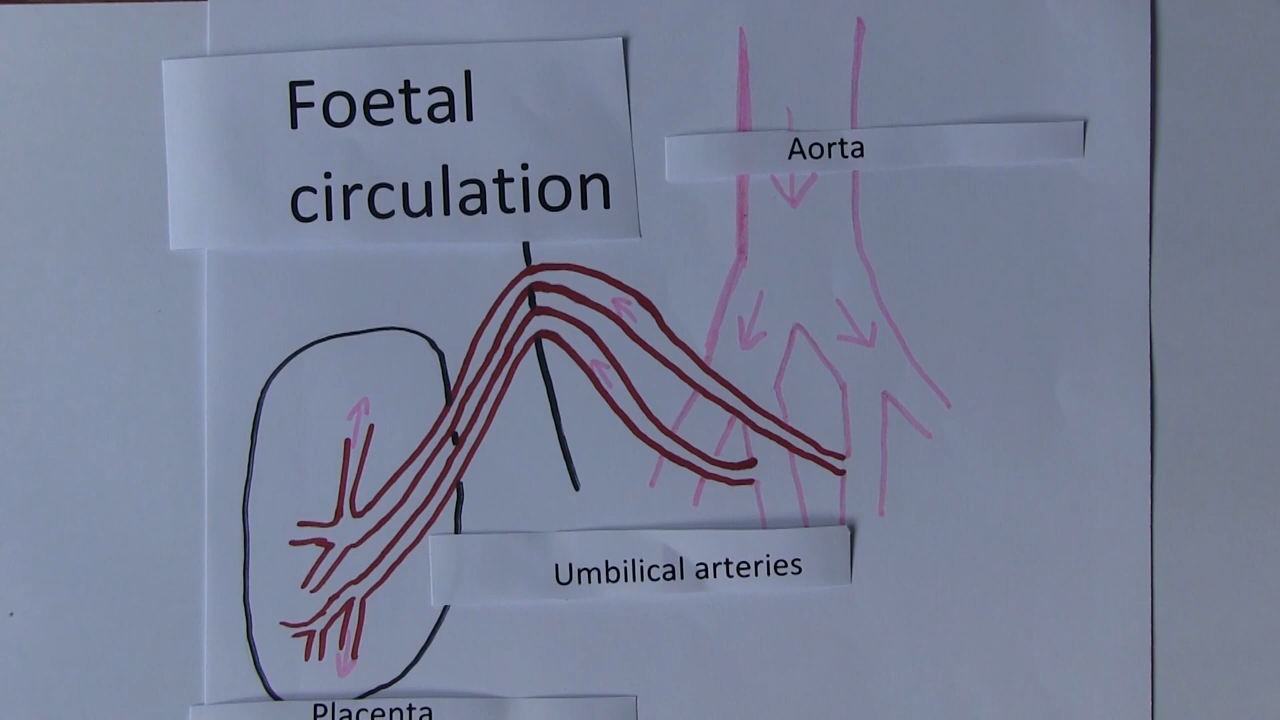 Foetal
circulation
Aorta
Umbilical arteries
Placenta